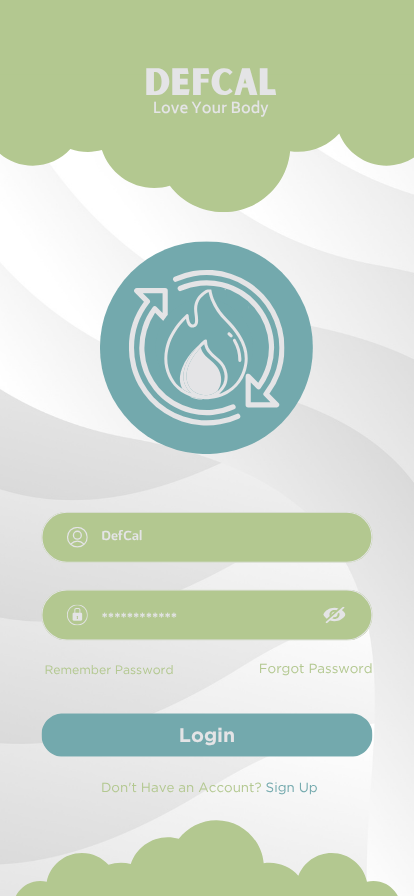 DEFCAL
Love Your Body
DefCal
************
Remember Password
Forgot Password
Login
Don't Have an Account? Sign Up